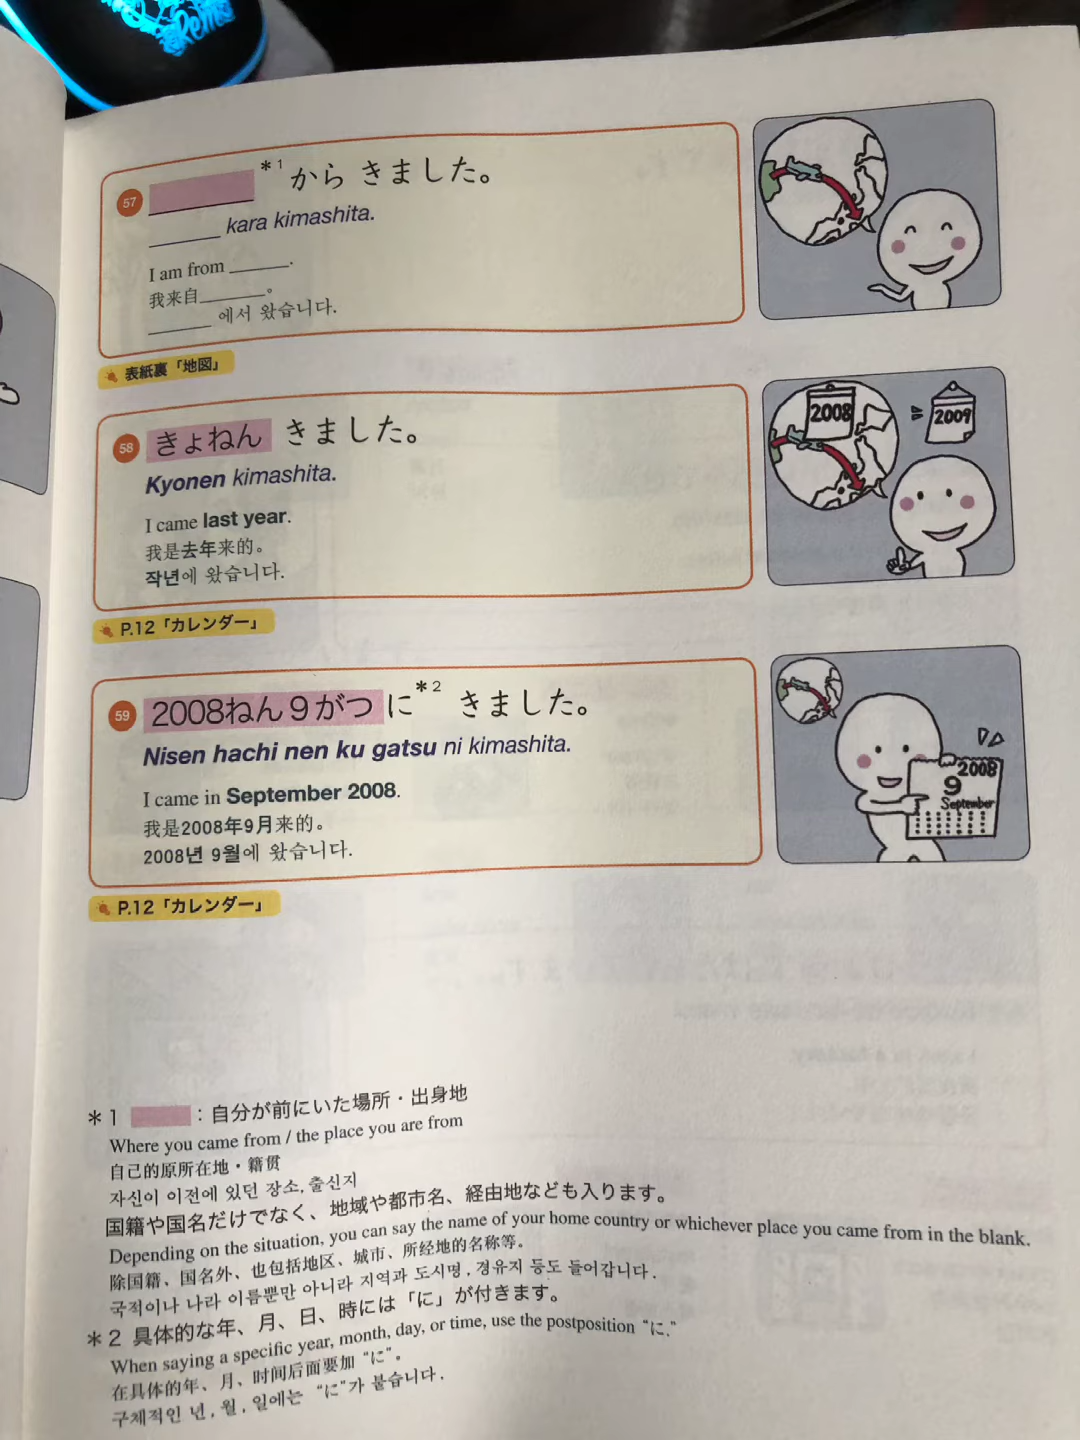 57
*1 から きました。
kara kimashita.
I am from ______.
我来自______。
______ 에서 왔습니다.
表紙裏「地図」
58 きょねん きました。
Kyonen kimashita.
I came last year.
我是去年来的。
작년에 왔습니다.
P.12「カレンダー」
2008
2009
59 2008ねん9がつに*2 きました。
Nisen hachi nen ku gatsu ni kimashita.
I came in September 2008.
我是2008年9月来的。
2008년 9월에 왔습니다.
P.12「カレンダー」
2008
9
September
*1 :自分が前にいた場所・出身地
Where you came from / the place you are from
自己的原所在地・籍贯
자신이 이전에 있던 장소, 출신지
国籍や国名だけでなく、地域や都市名、経由地なども入ります。
Depending on the situation, you can say the name of your home country or whichever place you came from in the blank.
除国籍、国名外、也包括地区、城市、所经地的名称等。
국적이나 나라 이름뿐만 아니라 지역과 도시명, 경유지 등도 들어갑니다.
*2 具体的な年、月、日、時には「に」が付きます。
When saying a specific year, month, day, or time, use the postposition "に."
在具体的年、月、时间后面要加 "に"。
구체적인 년, 월, 일에는 "に"가 붙습니다.